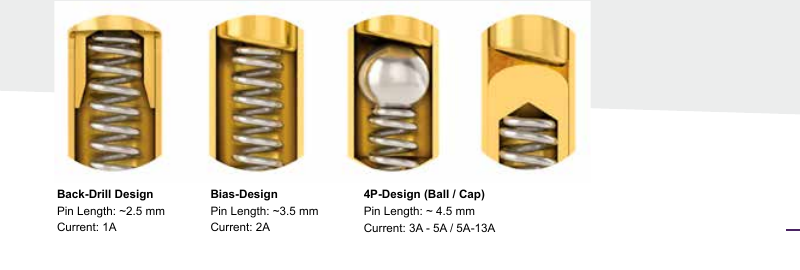 Back-Drill Design
Pin Length: ~2.5 mm
Current: 1A
Bias-Design
Pin Length: ~3.5 mm
Current: 2A
4P-Design (Ball / Cap)
Pin Length: ~ 4.5 mm
Current: 3A - 5A / 5A-13A